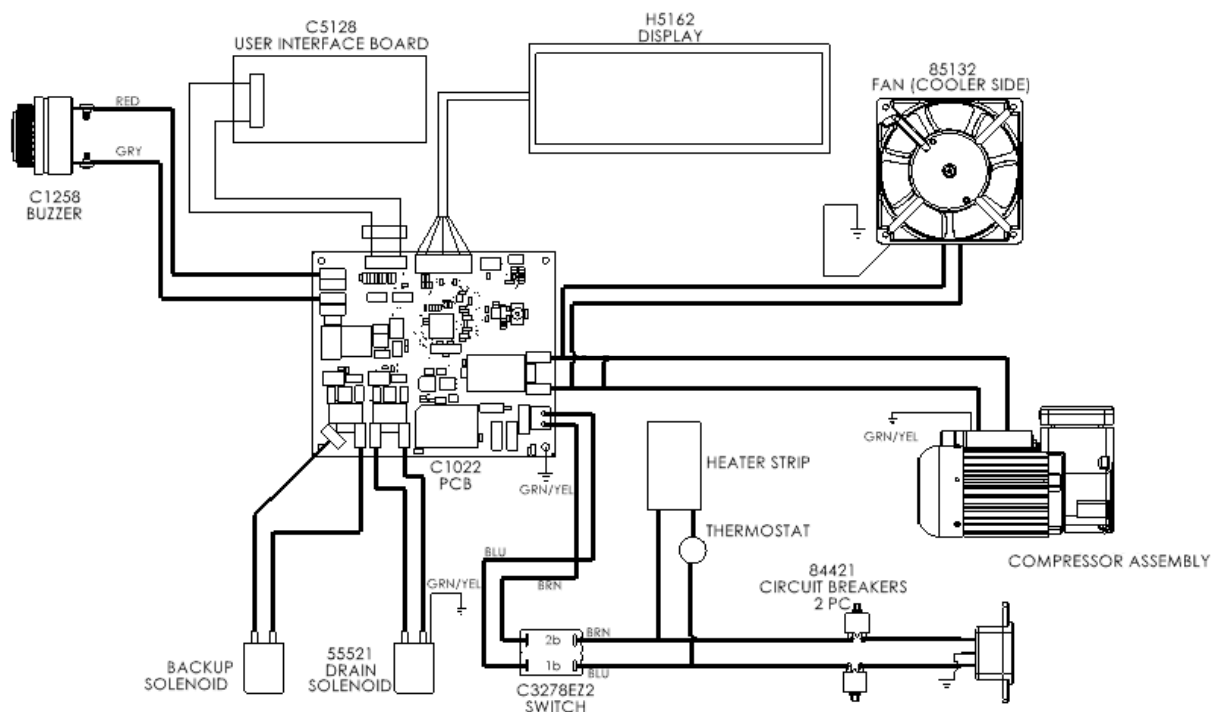 C5128
USER INTERFACE BOARD
H5162
DISPLAY
85132
FAN (COOLER SIDE)
RED
GRY
C1258
BUZZER
GRN/YEL
C1022
PCB
GRN/YEL
HEATER STRIP
THERMOSTAT
COMPRESSOR ASSEMBLY
BLU
BRN
84421
CIRCUIT BREAKERS
2 PC
GRN/YEL
BACKUP
SOLENOID
55521
DRAIN
SOLENOID
2b
BRN
1b
BLU
C3278EZ2
SWITCH